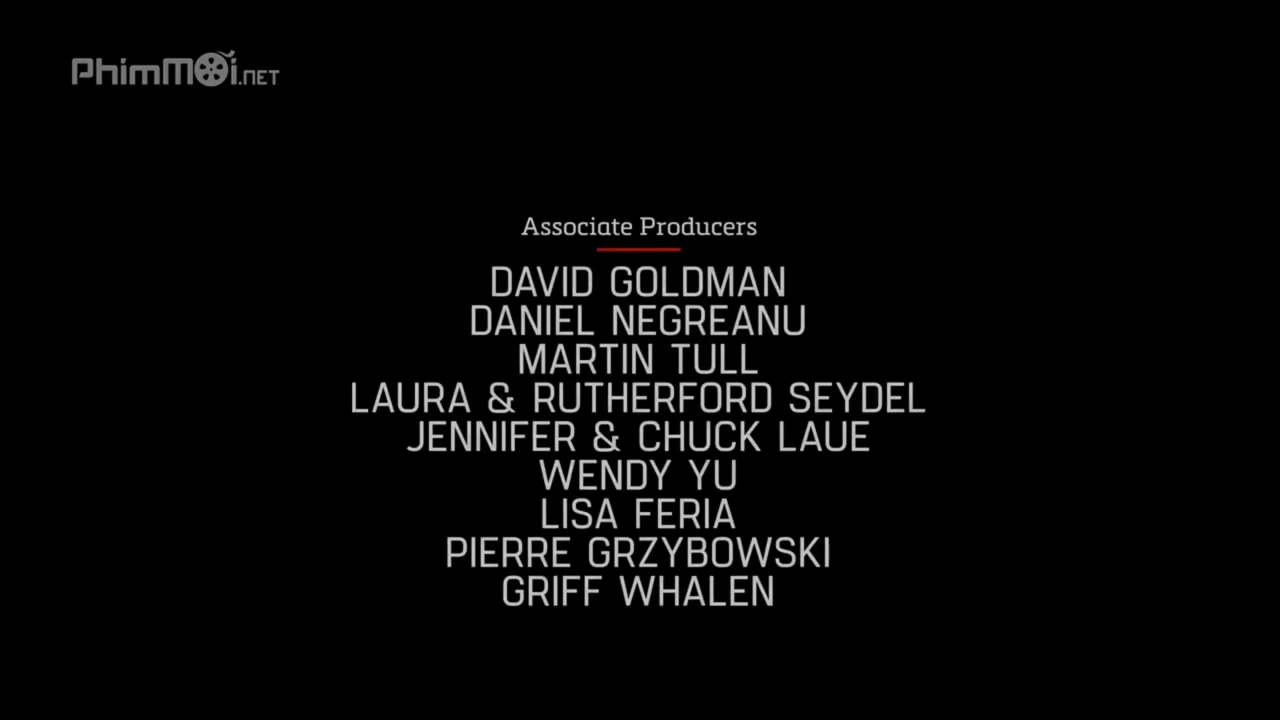 PhimMỚi.NET
Associate Producers
DAVID GOLDMAN
DANIEL NEGREANU
MARTIN TULL
LAURA & RUTHERFORD SEYDEL
JENNIFER & CHUCK LAUE
WENDY YU
LISA FERIA
PIERRE GRZYBOWSKI
GRIFF WHALEN